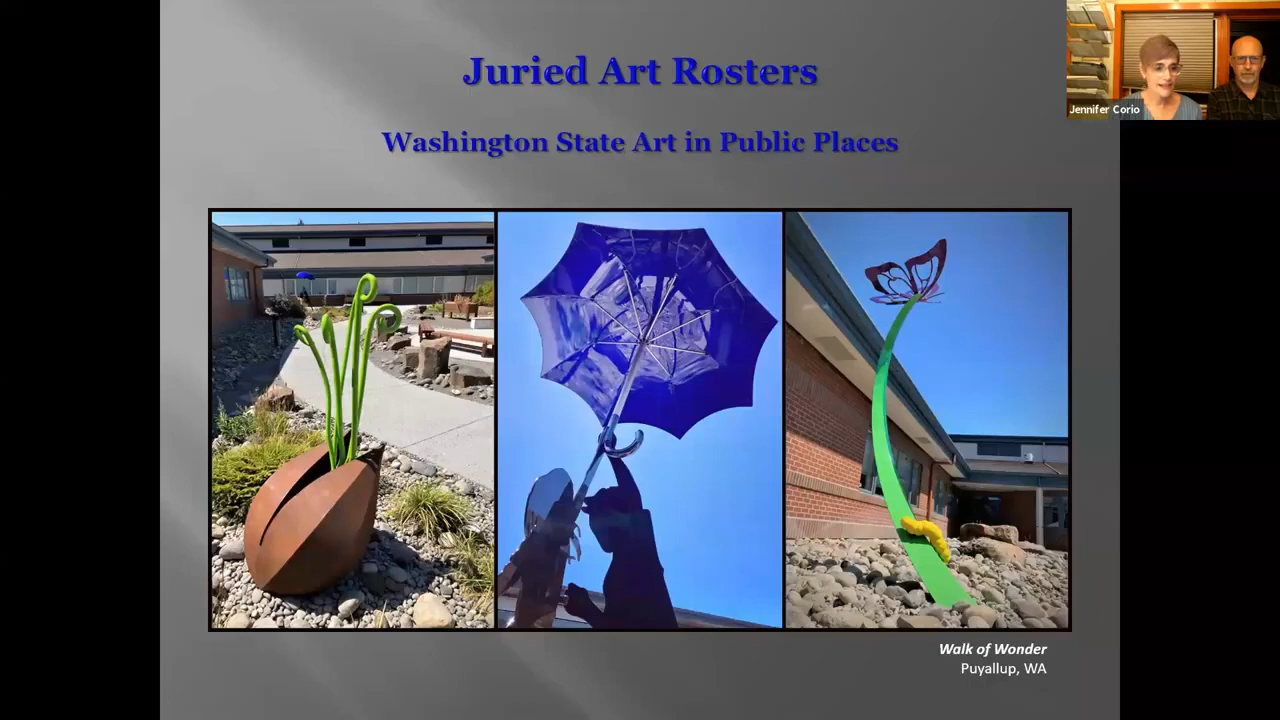 Juried Art Rosters
Jennifer Corio
Washington State Art in Public Places
Walk of Wonder
Puyallup, WA